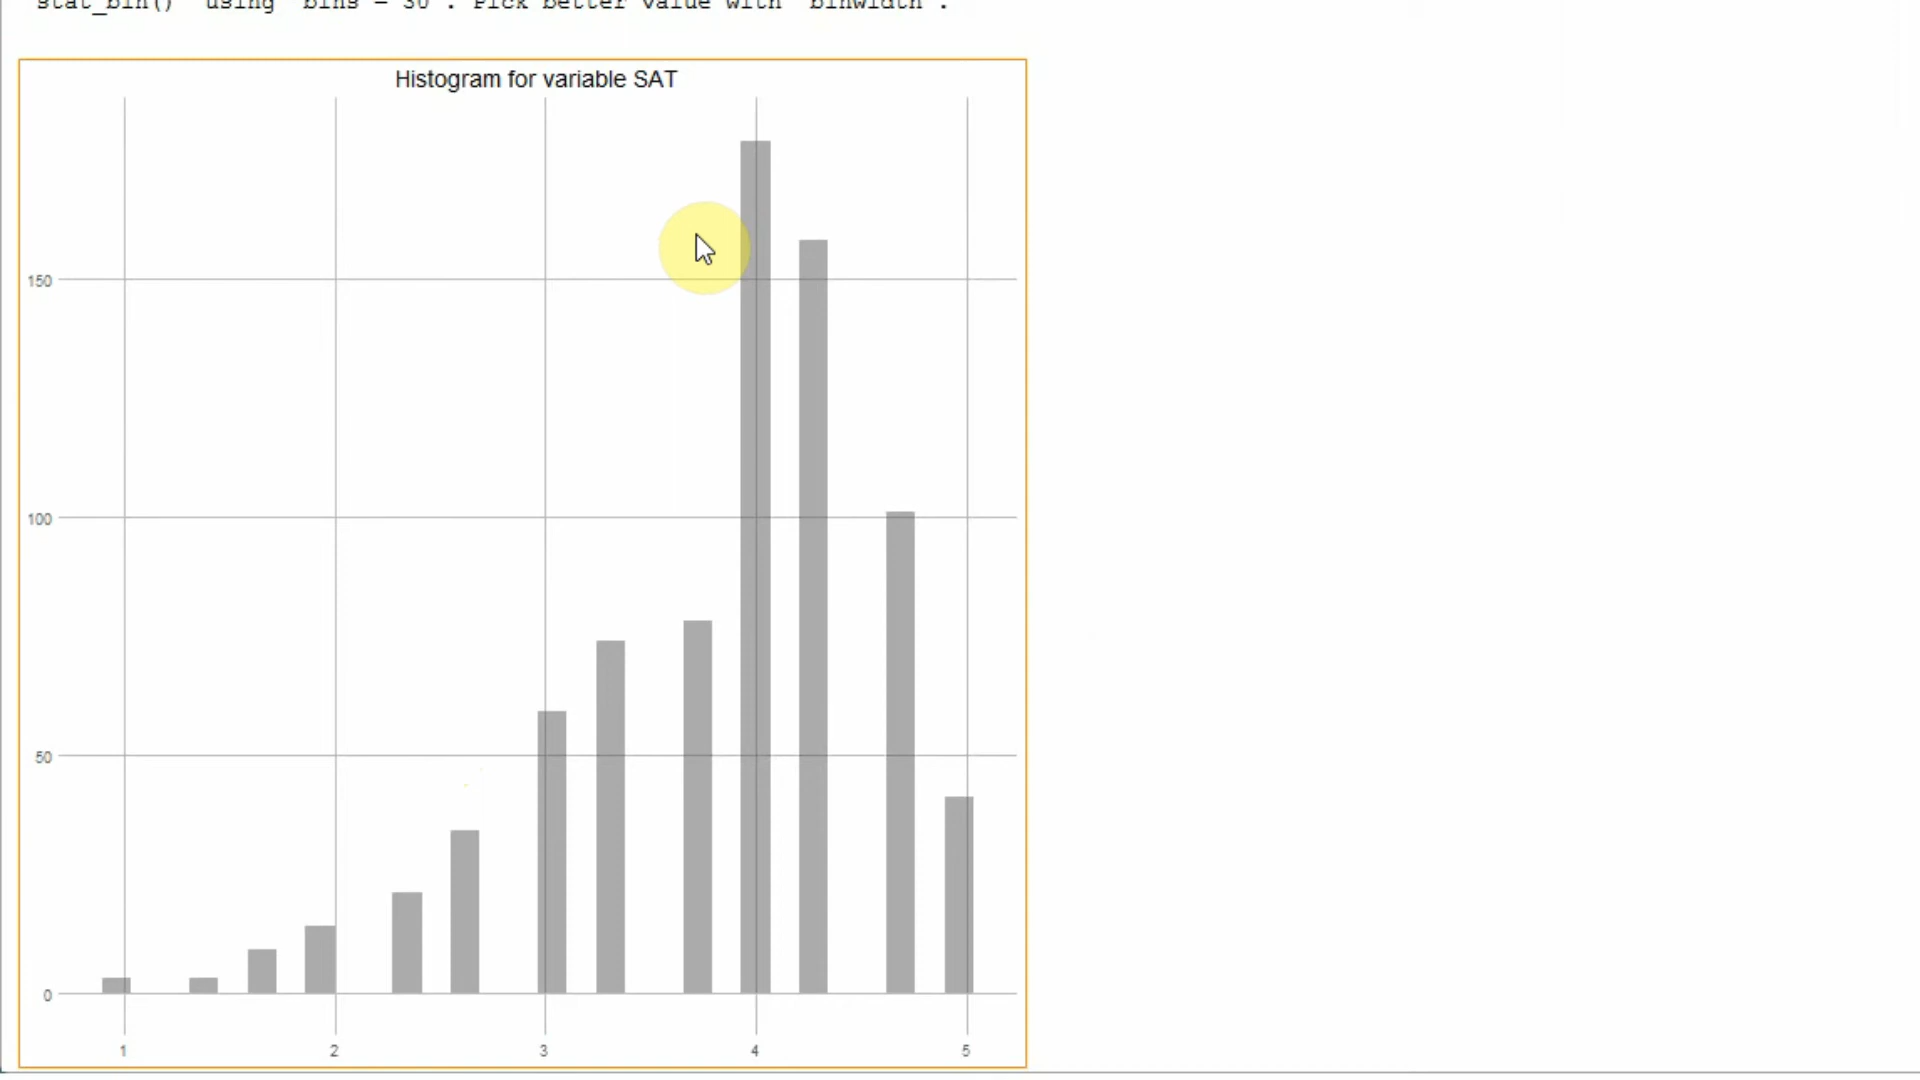 `stat_bin()` using `bins = 30`. Pick better value with `binwidth`.
Histogram for variable SAT
150
100
50
0
1 2 3 4 5